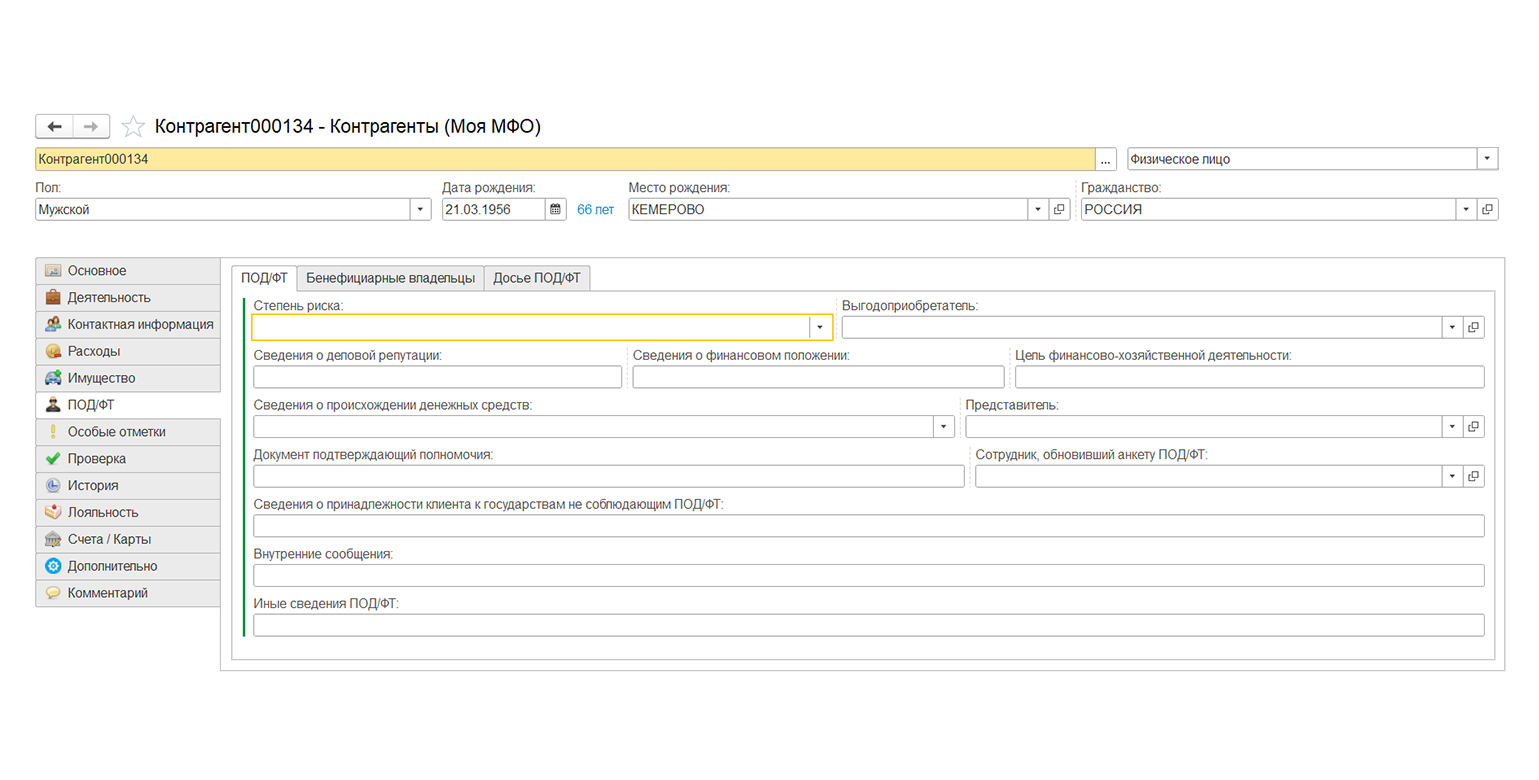 Контрагент000134 - Контрагенты (Моя МФО)
Контрагент000134 ... Физическое лицо
Пол: Дата рождения: Место рождения: Гражданство:
Мужской 21.03.1956 66 лет КЕМЕРОВО РОССИЯ
Основное
Деятельность
Контактная информация
Расходы
Имущество
ПОД/ФТ
Особые отметки
Проверка
История
Лояльность
Счета / Карты
Дополнительно
Комментарий
ПОД/ФТ Бенефициарные владельцы Досье ПОД/ФТ
Степень риска: Выгодоприобретатель:
Сведения о деловой репутации: Сведения о финансовом положении: Цель финансово-хозяйственной деятельности:
Сведения о происхождении денежных средств: Представитель:
Документ подтверждающий полномочия: Сотрудник, обновивший анкету ПОД/ФТ:
Сведения о принадлежности клиента к государствам не соблюдающим ПОД/ФТ:
Внутренние сообщения:
Иные сведения ПОД/ФТ: